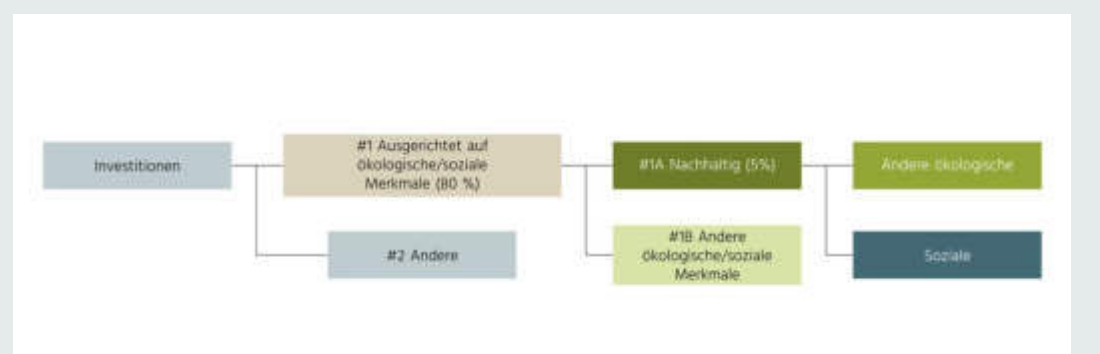 Investitionen
#1 Ausgerichtet auf
ökologische/soziale
Merkmale (80 %)
#2 Andere
#1A Nachhaltig (5%)
#1B Andere
ökologische/soziale
Merkmale
Andere ökologische
Soziale